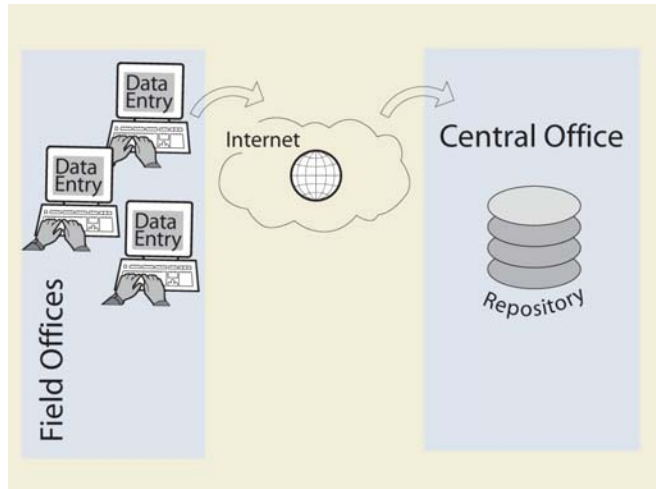 Data
Entry
Data
Entry
Data
Entry
Field Offices
Internet
Central Office
Repository